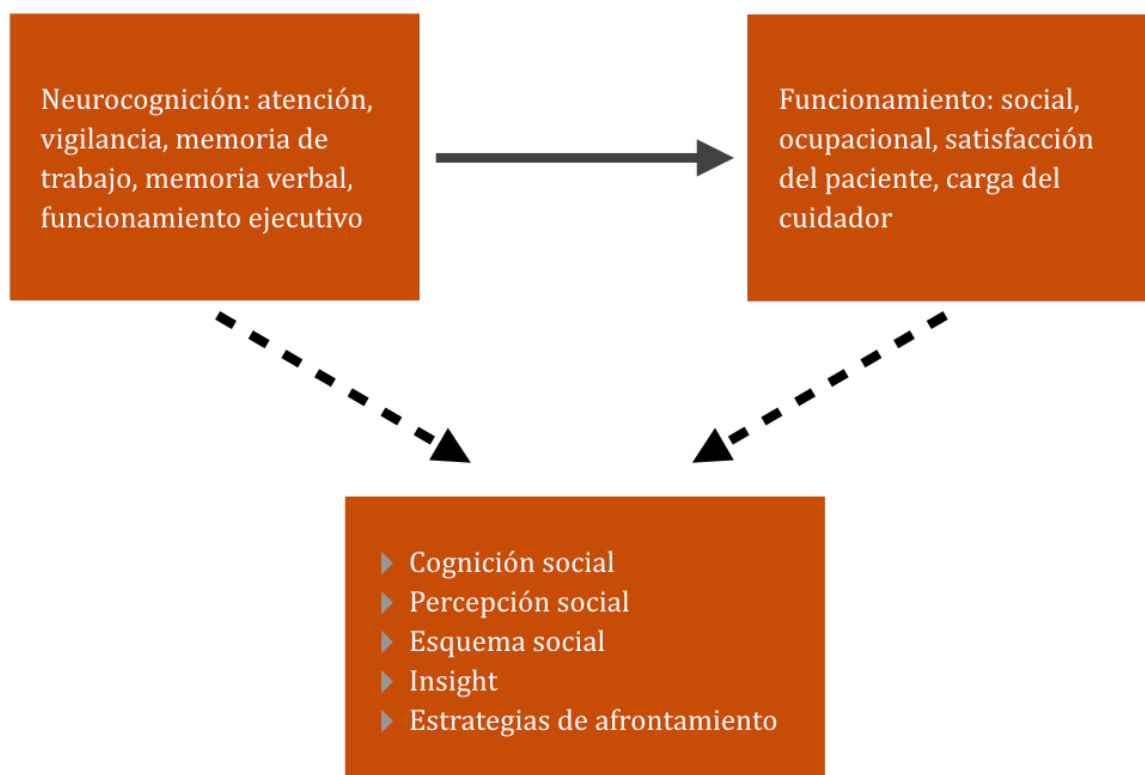 Neurocognición: atención,
vigilancia, memoria de
trabajo, memoria verbal,
funcionamiento ejecutivo
Funcionamiento: social,
ocupacional, satisfacción
del paciente, carga del
cuidador
Cognición social
Percepción social
Esquema social
Insight
Estrategias de afrontamiento